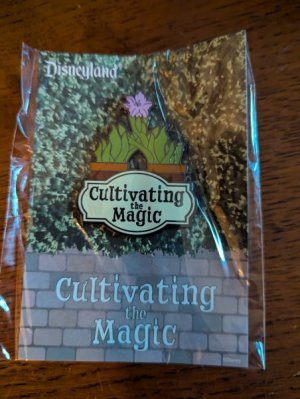 Disneyland
Cultivating
the
Magic
Cultivating
the
Magic